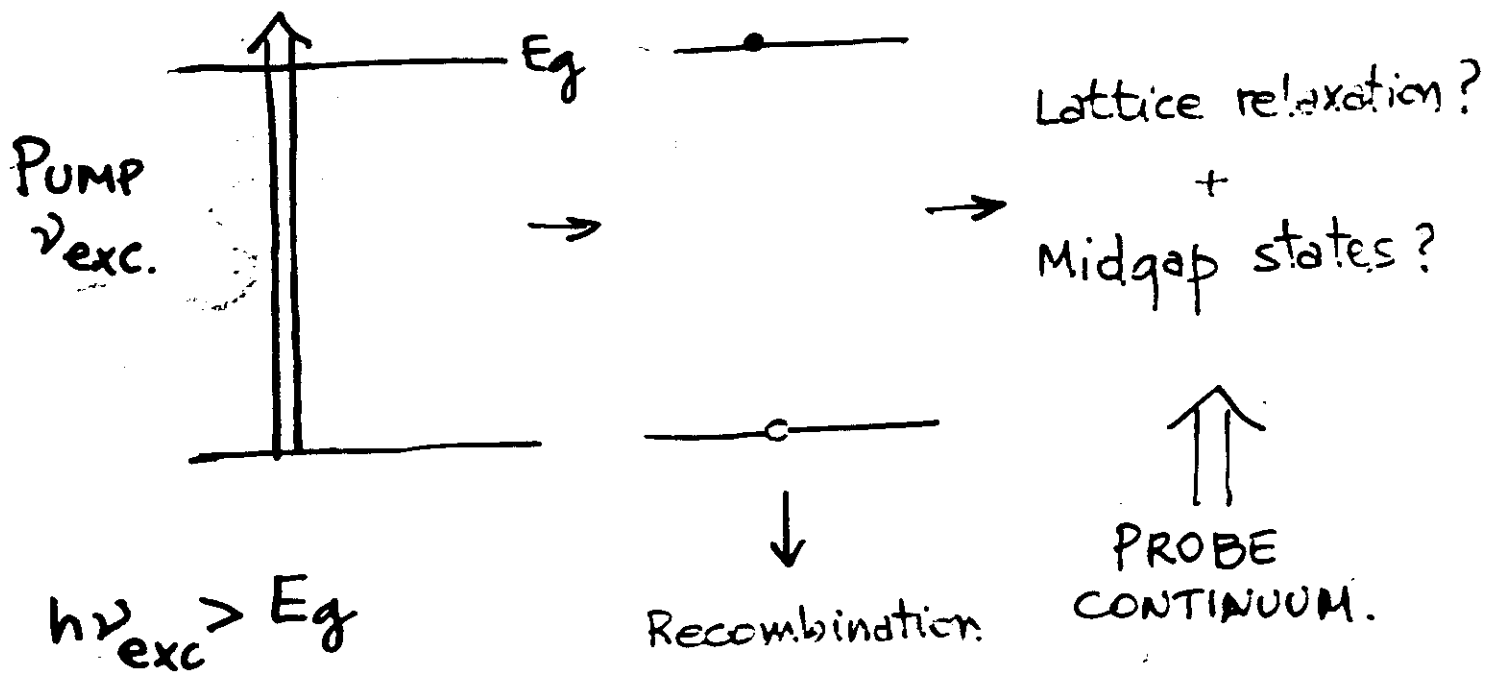 Eg
PUMP
νexc.
→
→
Lattice relaxation?
+
Midgap states?
hνexc > Eg
Recombination.
PROBE
CONTINUUM.